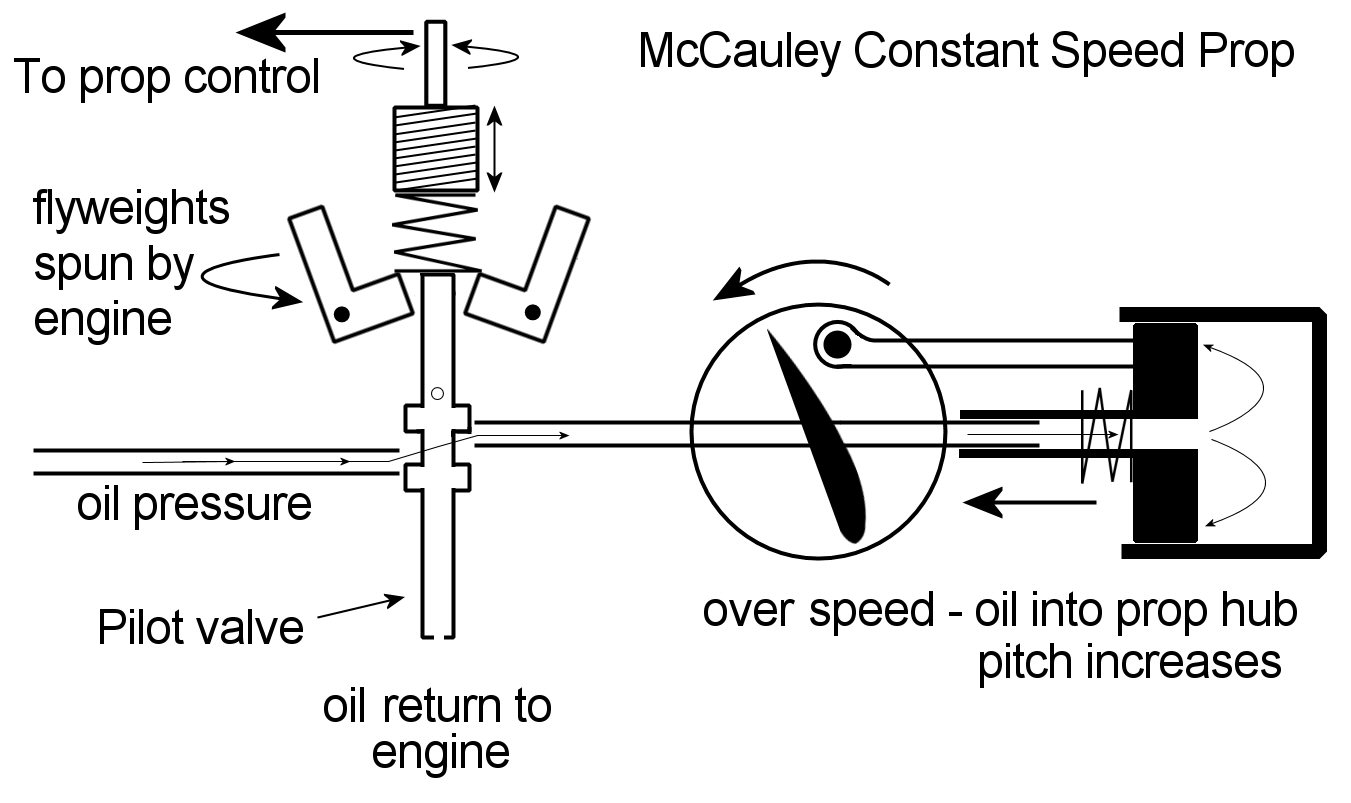 McCauley Constant Speed Prop
To prop control
flyweights
spun by
engine
oil pressure
Pilot valve
oil return to
engine
over speed - oil into prop hub
pitch increases